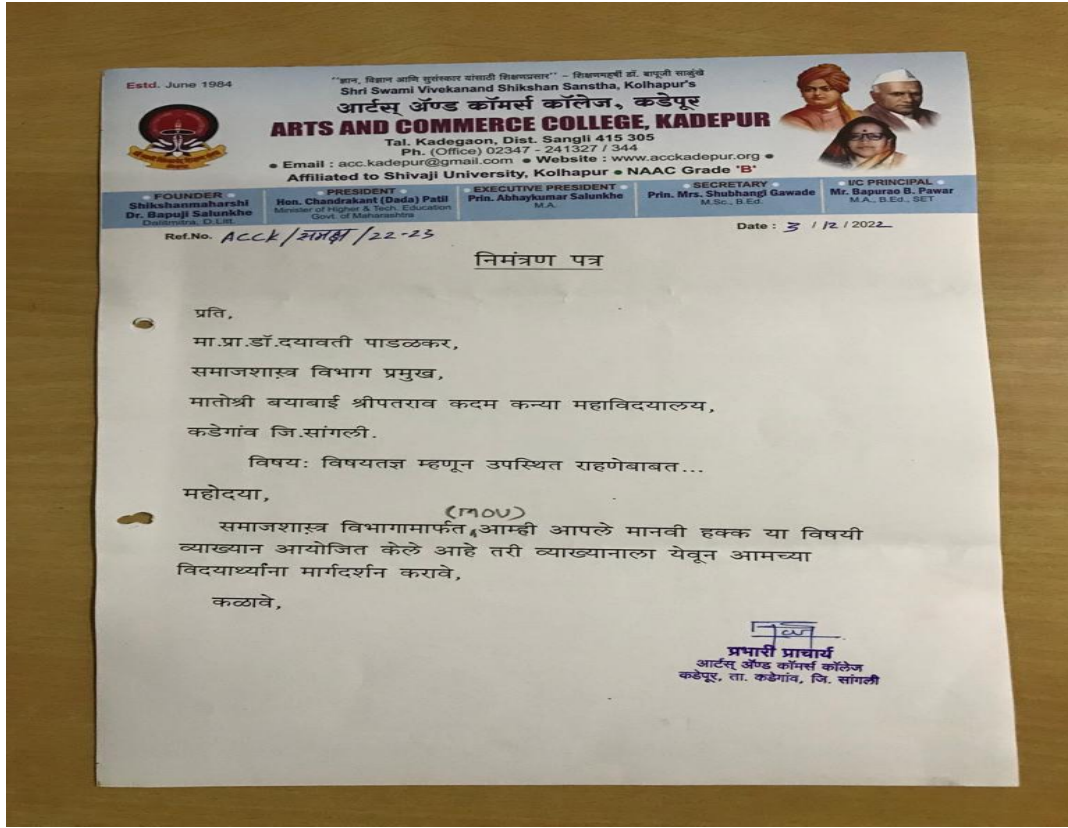 Estd. June 1984
"ज्ञान, विज्ञान आणि सुसंस्कार यांसाठी शिक्षणप्रसार" – शिक्षणमहर्षी डॉ. बापूजी साळुंखे
Shri Swami Vivekanand Shikshan Sanstha, Kolhapur's
आर्टस् ॲण्ड कॉमर्स कॉलेज, कडेपूर
ARTS AND COMMERCE COLLEGE, KADEPUR
Tal. Kadegaon, Dist. Sangli 415 305
Ph. (Office) 02347 - 241327 / 344
• Email : acc.kadepur@gmail.com • Website : www.acckadepur.org •
Affiliated to Shivaji University, Kolhapur • NAAC Grade 'B'
• FOUNDER •
Shikshanmaharshi
Dr. Bapuji Salunkhe
Dalitmitra, D.Litt.
• PRESIDENT •
Hon. Chandrakant (Dada) Patil
Minister of Higher & Tech. Education
Govt. of Maharashtra
• EXECUTIVE PRESIDENT •
Prin. Abhaykumar Salunkhe
M.A.
• SECRETARY •
Prin. Mrs. Shubhangi Gawade
M.Sc., B.Ed.
• I/C PRINCIPAL •
Mr. Bapurao B. Pawar
M.A., B.Ed., SET
Ref.No. ACCK/समाज्ञ/22-23
Date : 3 / 12 / 2022
निमंत्रण पत्र
प्रति,
मा.प्रा.डॉ.दयावती पाडळकर,
समाजशास्त्र विभाग प्रमुख,
मातोश्री बयाबाई श्रीपतराव कदम कन्या महाविदयालय,
कडेगांव जि.सांगली.
विषय: विषयतज्ञ म्हणून उपस्थित राहणेबाबत...
महोदया,
(MOU)
समाजशास्त्र विभागामार्फत आम्ही आपले मानवी हक्क या विषयी
व्याख्यान आयोजित केले आहे तरी व्याख्यानाला येवून आमच्या
विदयार्थ्यांना मार्गदर्शन करावे,
कळावे,
प्रभारी प्राचार्य
आर्टस् ॲण्ड कॉमर्स कॉलेज
कडेपूर, ता. कडेगांव, जि. सांगली